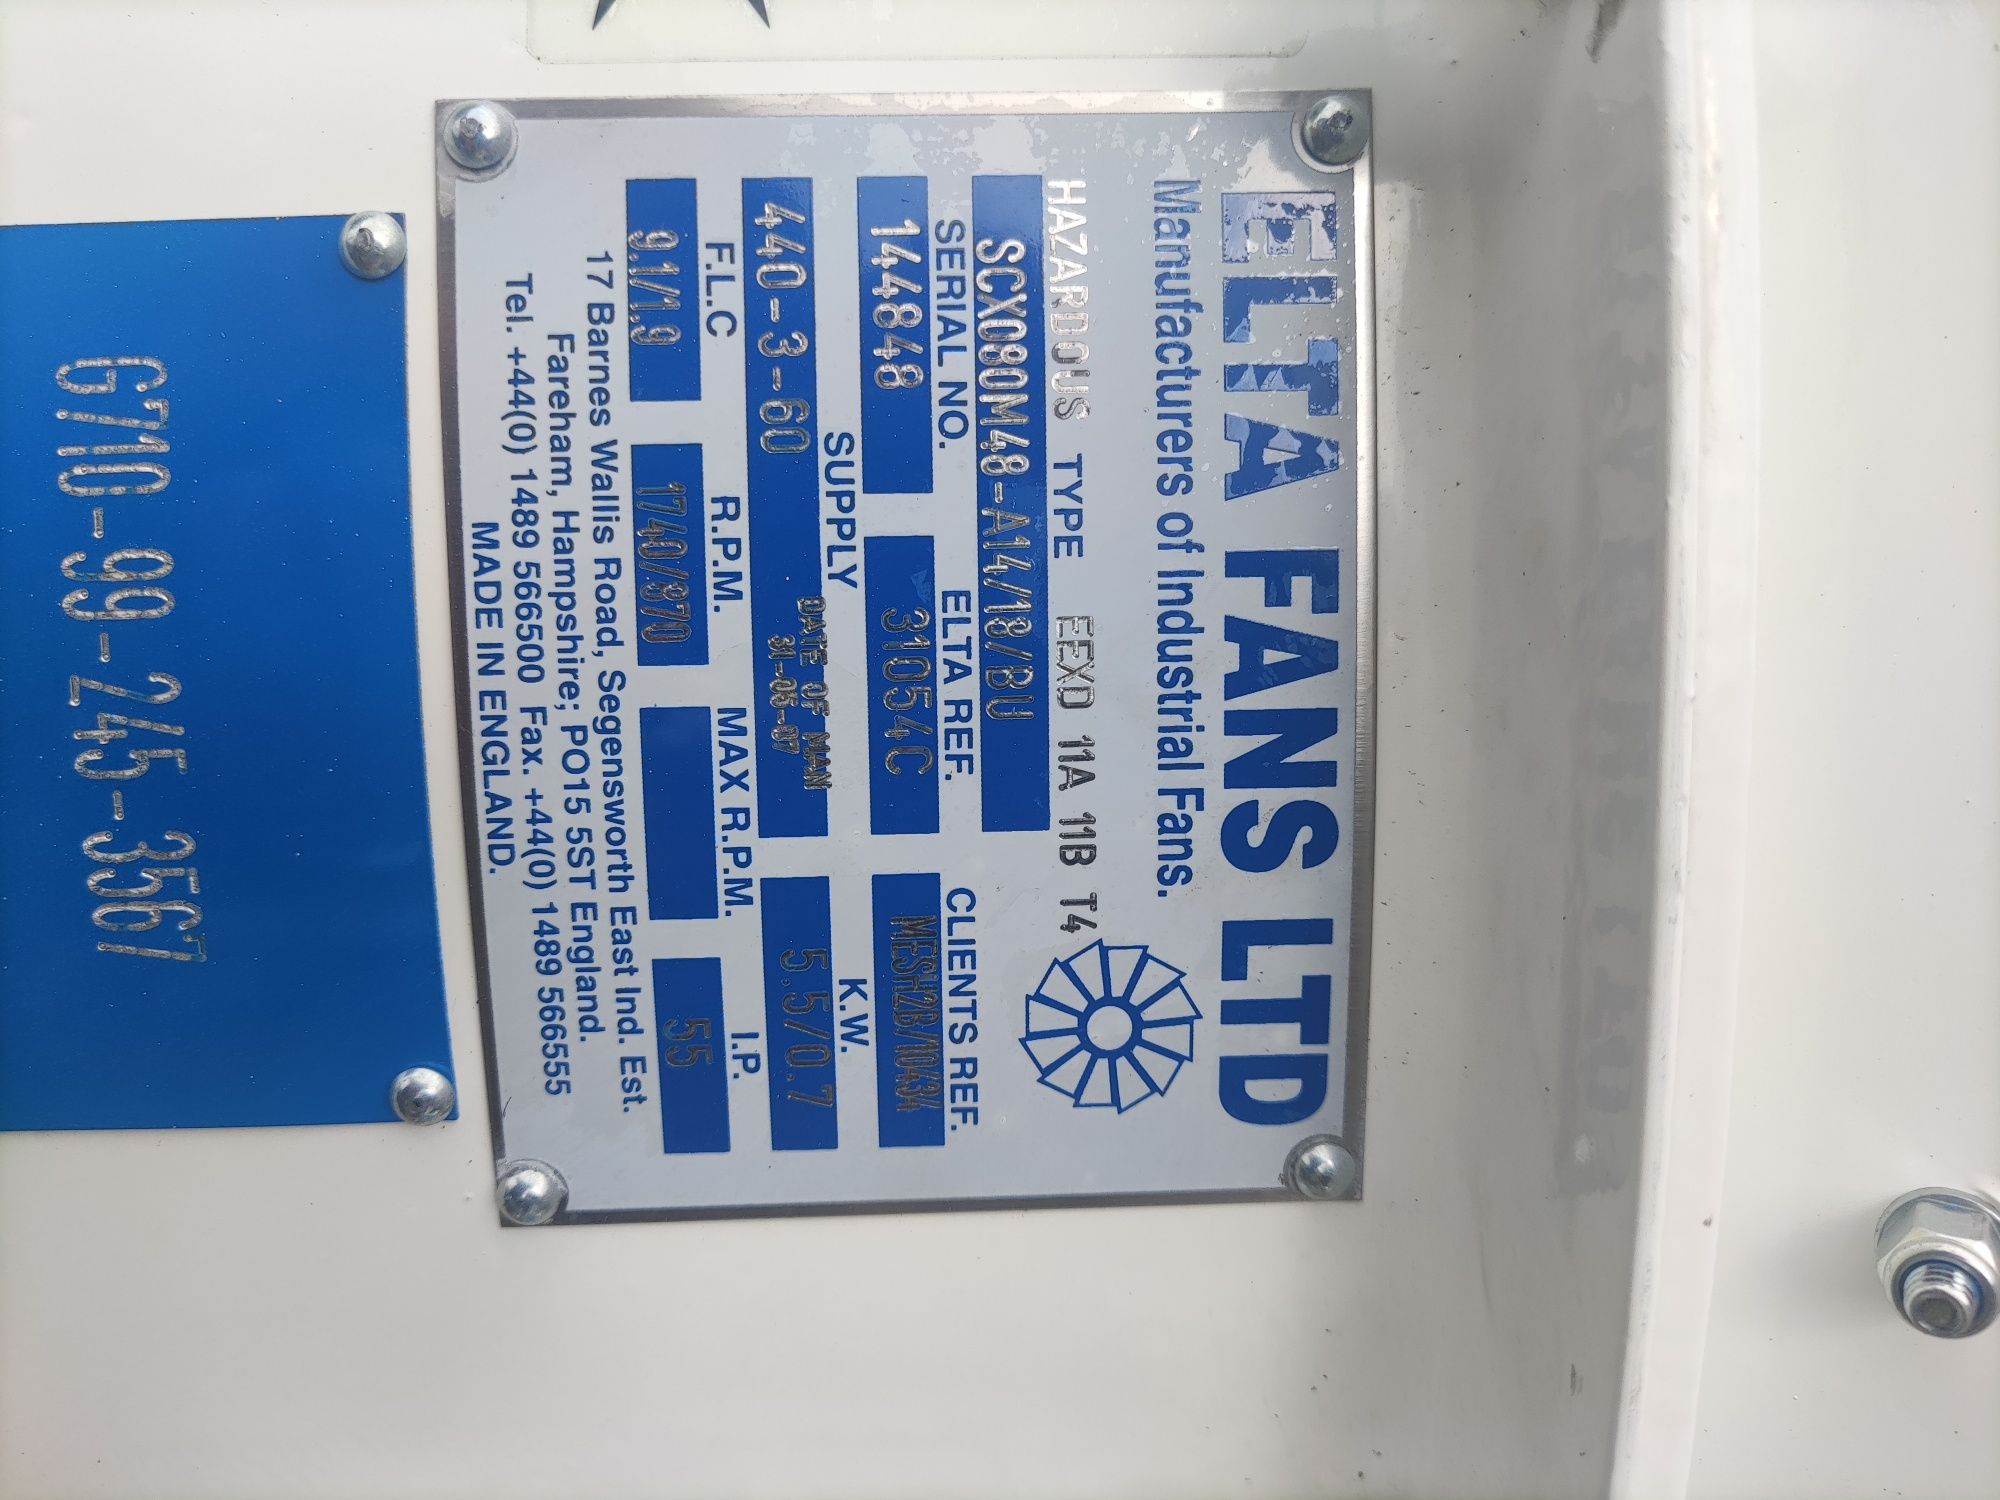 ELTA FANS LTD
Manufacturers of Industrial Fans.
HAZARDOUS TYPE EEXD 11A 11B T4
SCX080M48-A14/18/BU
SERIAL NO. ELTA REF. CLIENTS REF.
144848 31054C MESH2B/10434
SUPPLY K.W.
DATE OF MAN
440-3-60 31-05-07 5.5/0.7
F.L.C R.P.M. MAX R.P.M. I.P.
9.1/1.9 1740/870 55
17 Barnes Wallis Road, Segensworth East Ind. Est.
Fareham, Hampshire; PO15 5ST England.
Tel. +44(0) 1489 566500 Fax. +44(0) 1489 566555
MADE IN ENGLAND.
6710-99-245-3567